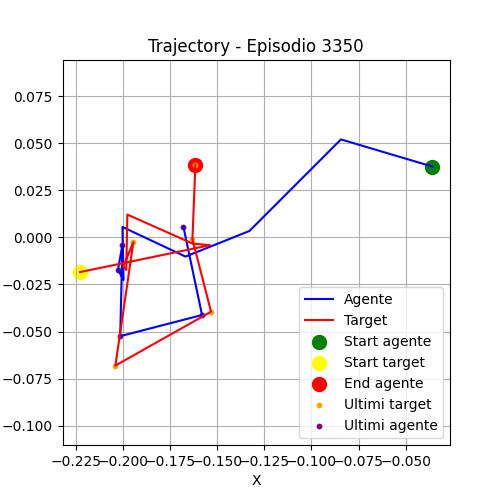 Trajectory - Episodio 3350
0.075
0.050
0.025
0.000
−0.025
−0.050
−0.075
−0.100
−0.225−0.200−0.175−0.150−0.125−0.100−0.075−0.050
X
Agente
Target
Start agente
Start target
End agente
Ultimi target
Ultimi agente